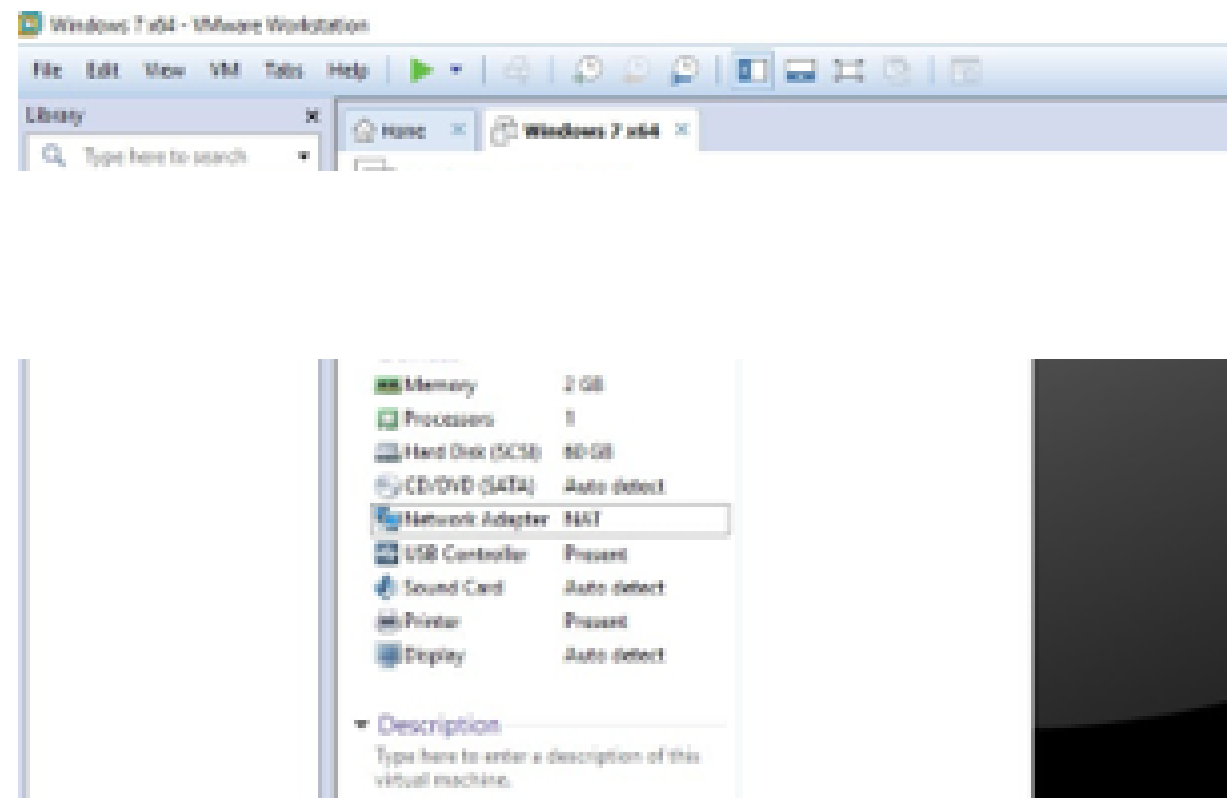 Windows 7 x64 - VMware Workstation
File Edit View VM Tabs Help
Library
Home Windows 7 x64
Type here to search
Memory 2 GB
Processors 1
Hard Disk (SCSI) 60 GB
CD/DVD (SATA) Auto detect
Network Adapter NAT
USB Controller Present
Sound Card Auto detect
Printer Present
Display Auto detect
Description
Type here to enter a description of this
virtual machine.